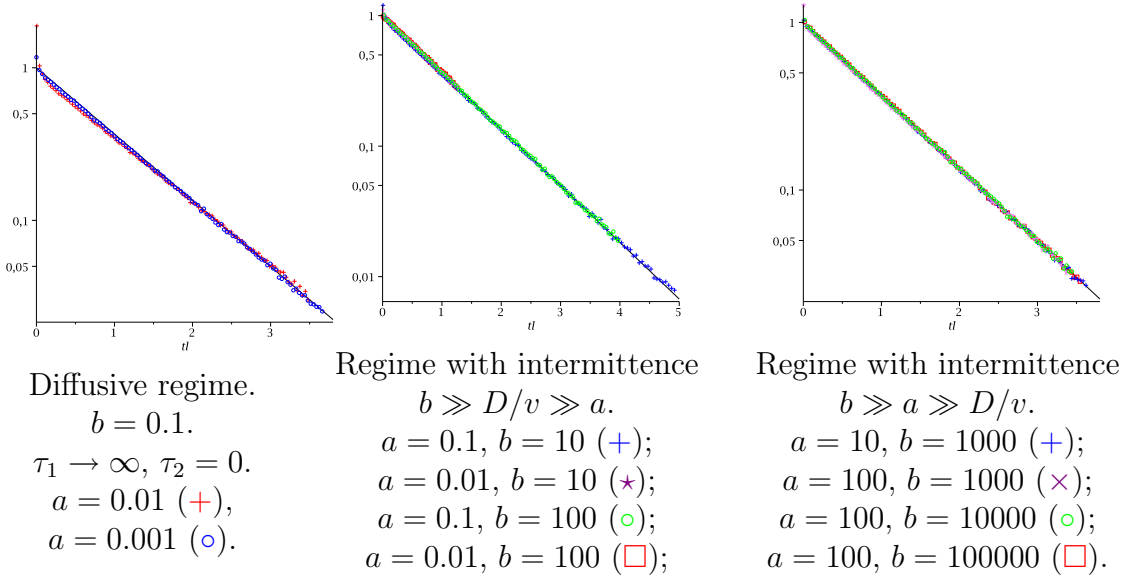 1
0,5
0,1
0,05
0
1
2
3
tl
Diffusive regime.
b = 0.1.
τ₁ → ∞, τ₂ = 0.
a = 0.01 (+),
a = 0.001 (∘).
1
0,5
0,1
0,05
0,01
0
1
2
3
4
5
tl
Regime with intermittence
b ≫ D/v ≫ a.
a = 0.1, b = 10 (+);
a = 0.01, b = 10 (⋆);
a = 0.1, b = 100 (∘);
a = 0.01, b = 100 (□);
1
0,5
0,1
0,05
0
1
2
3
tl
Regime with intermittence
b ≫ a ≫ D/v.
a = 10, b = 1000 (+);
a = 100, b = 1000 (×);
a = 100, b = 10000 (∘);
a = 100, b = 100000 (□).